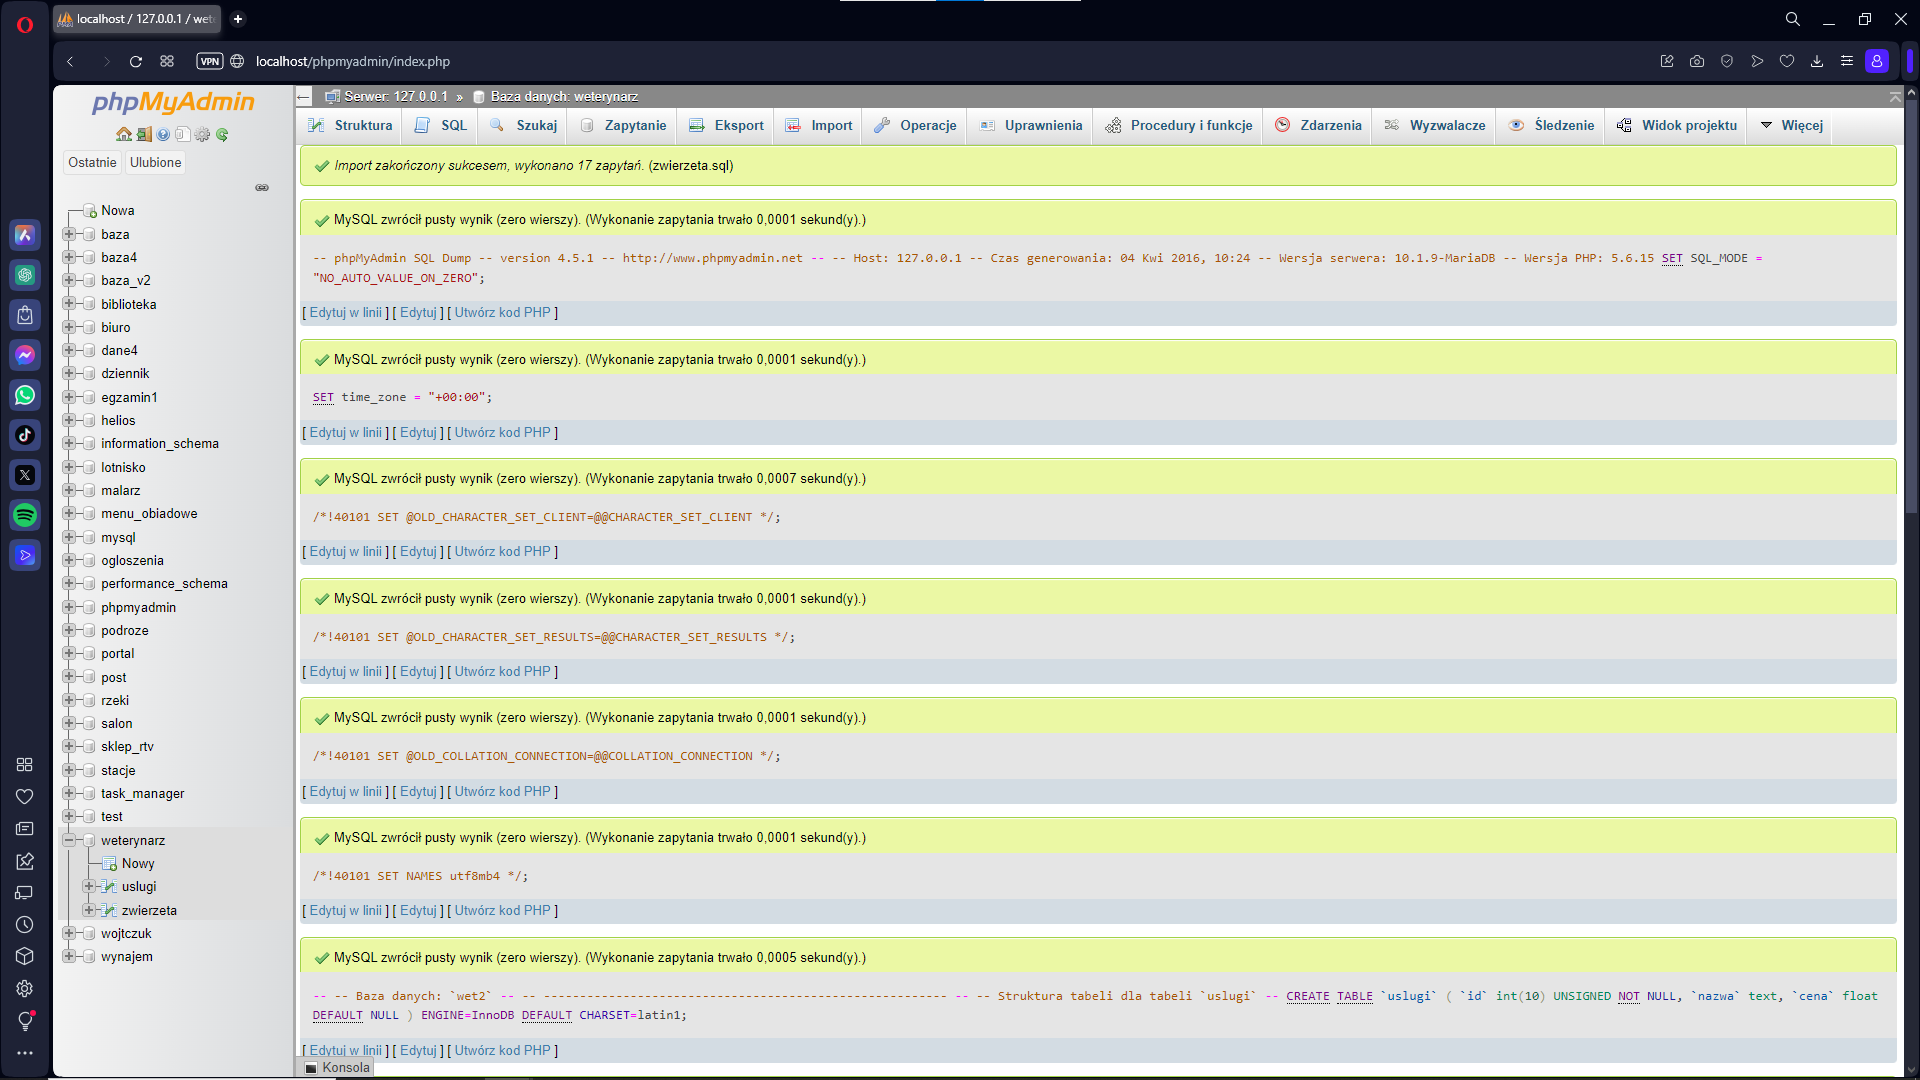 localhost / 127.0.0.1 / wet
VPN
localhost/phpmyadmin/index.php
phpMyAdmin
Ostatnie
Ulubione
Nowa
baza
baza4
baza_v2
biblioteka
biuro
dane4
dziennik
egzamin1
helios
information_schema
lotnisko
malarz
menu_obiadowe
mysql
ogloszenia
performance_schema
phpmyadmin
podroze
portal
post
rzeki
salon
sklep_rtv
stacje
task_manager
test
weterynarz
Nowy
uslugi
zwierzeta
wojtczuk
wynajem
Serwer: 127.0.0.1 » Baza danych: weterynarz
Struktura
SQL
Szukaj
Zapytanie
Eksport
Import
Operacje
Uprawnienia
Procedury i funkcje
Zdarzenia
Wyzwalacze
Śledzenie
Widok projektu
Więcej
Import zakończony sukcesem, wykonano 17 zapytań. (zwierzeta.sql)
MySQL zwrócił pusty wynik (zero wierszy). (Wykonanie zapytania trwało 0,0001 sekund(y).)
-- phpMyAdmin SQL Dump -- version 4.5.1 -- http://www.phpmyadmin.net -- -- Host: 127.0.0.1 -- Czas generowania: 04 Kwi 2016, 10:24 -- Wersja serwera: 10.1.9-MariaDB -- Wersja PHP: 5.6.15 SET SQL_MODE =
"NO_AUTO_VALUE_ON_ZERO";
[ Edytuj w linii ] [ Edytuj ] [ Utwórz kod PHP ]
MySQL zwrócił pusty wynik (zero wierszy). (Wykonanie zapytania trwało 0,0001 sekund(y).)
SET time_zone = "+00:00";
[ Edytuj w linii ] [ Edytuj ] [ Utwórz kod PHP ]
MySQL zwrócił pusty wynik (zero wierszy). (Wykonanie zapytania trwało 0,0007 sekund(y).)
/*!40101 SET @OLD_CHARACTER_SET_CLIENT=@@CHARACTER_SET_CLIENT */;
[ Edytuj w linii ] [ Edytuj ] [ Utwórz kod PHP ]
MySQL zwrócił pusty wynik (zero wierszy). (Wykonanie zapytania trwało 0,0001 sekund(y).)
/*!40101 SET @OLD_CHARACTER_SET_RESULTS=@@CHARACTER_SET_RESULTS */;
[ Edytuj w linii ] [ Edytuj ] [ Utwórz kod PHP ]
MySQL zwrócił pusty wynik (zero wierszy). (Wykonanie zapytania trwało 0,0001 sekund(y).)
/*!40101 SET @OLD_COLLATION_CONNECTION=@@COLLATION_CONNECTION */;
[ Edytuj w linii ] [ Edytuj ] [ Utwórz kod PHP ]
MySQL zwrócił pusty wynik (zero wierszy). (Wykonanie zapytania trwało 0,0001 sekund(y).)
/*!40101 SET NAMES utf8mb4 */;
[ Edytuj w linii ] [ Edytuj ] [ Utwórz kod PHP ]
MySQL zwrócił pusty wynik (zero wierszy). (Wykonanie zapytania trwało 0,0005 sekund(y).)
-- -- Baza danych: `wet2` -- -- -------------------------------------------------------- -- -- Struktura tabeli dla tabeli `uslugi` -- CREATE TABLE `uslugi` ( `id` int(10) UNSIGNED NOT NULL, `nazwa` text, `cena` float
DEFAULT NULL ) ENGINE=InnoDB DEFAULT CHARSET=latin1;
[ Edytuj w linii ] [ Edytuj ] [ Utwórz kod PHP ]
Konsola